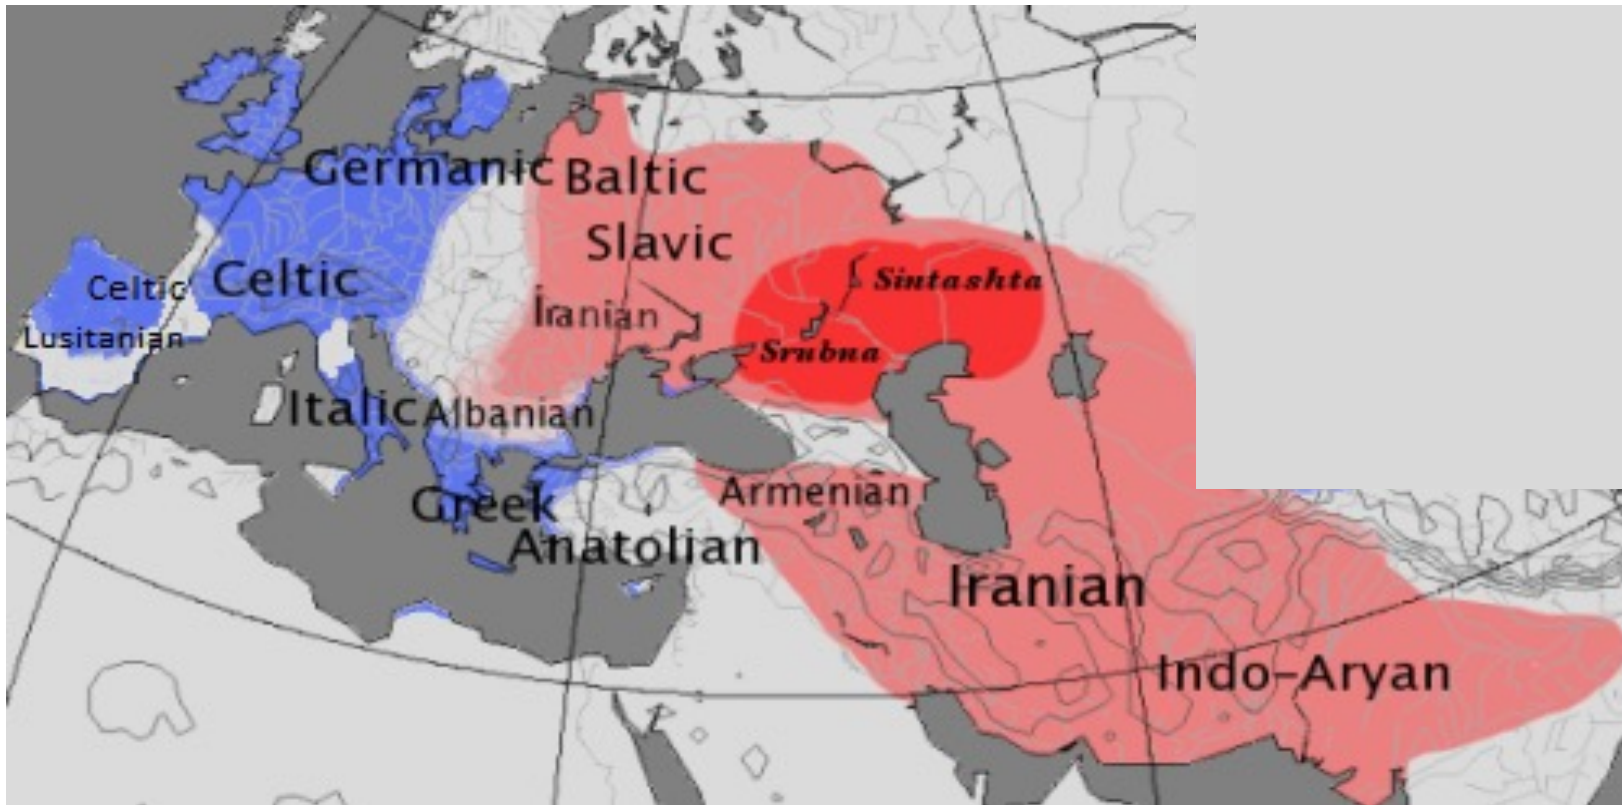 Germanic
Baltic
Slavic
Celtic
Celtic
Sintashta
Iranian
Lusitanian
Srubna
Italic
Albanian
Armenian
Greek
Anatolian
Iranian
Indo-Aryan